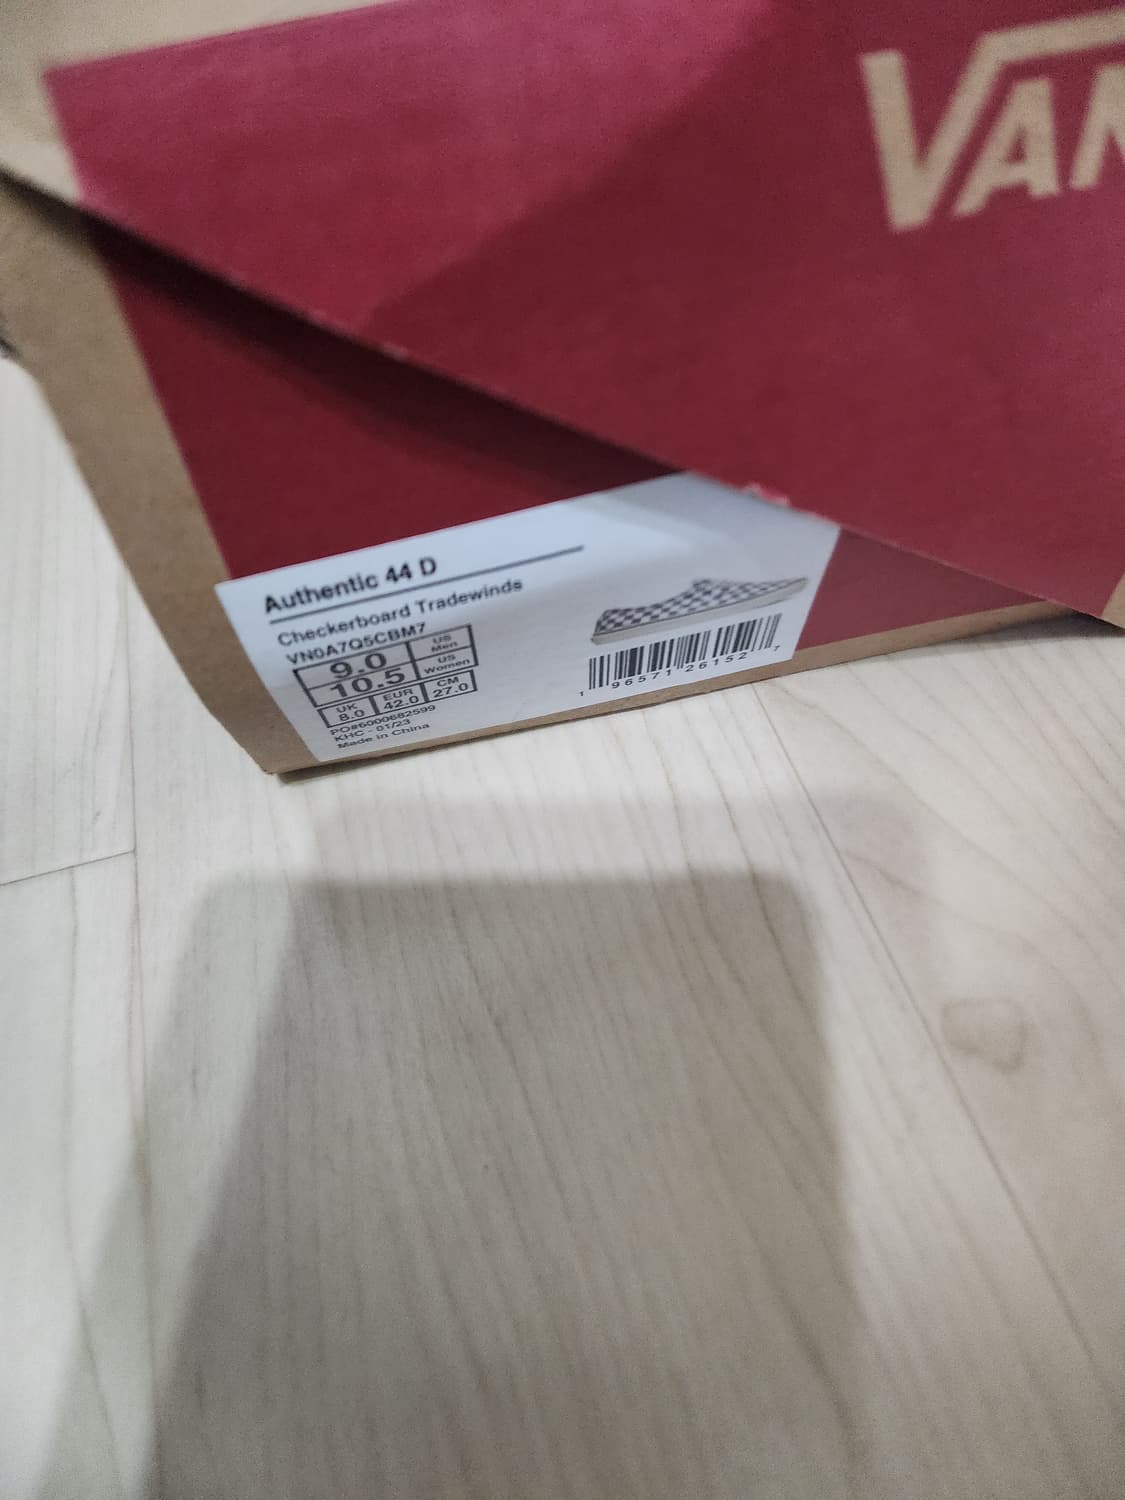 VAN
Authentic 44 D
Checkerboard Tradewinds
VN0A7Q5CBM7
9.0 US Men
10.5 US Women
UK 8.0 EUR 42.0 CM 27.0
PO#6000682599
KHC - 01/23
Made in China
1 96571 26152 7